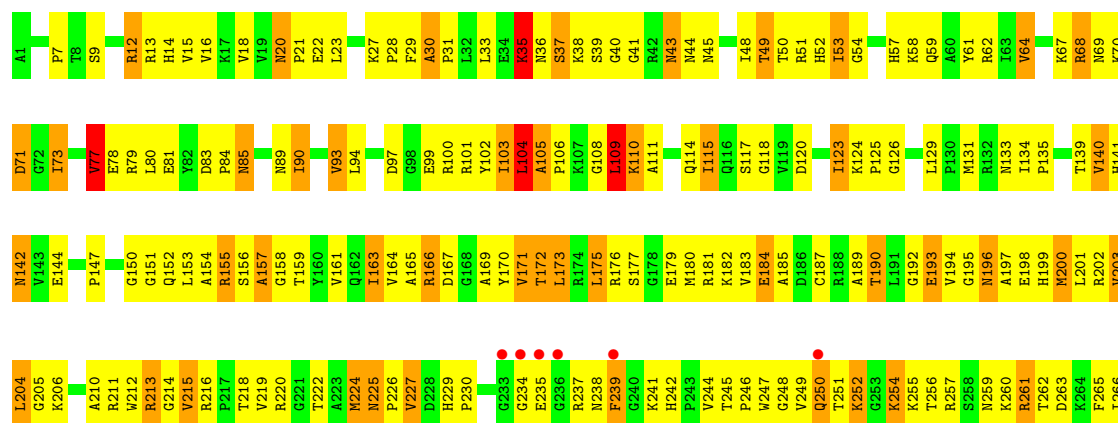 A1 P7 T8 S9 R12 R13 H14 V15 V16 K17 V18 V19 N20 P21 E22 L23 K27 P28 F29 A30 P31 L32 L33 E34 K35 N36 S37 K38 S39 G40 G41 R42 N43 N44 N45 I48 T49 T50 R51 H52 I53 G54 H57 K58 Q59 A60 Y61 R62 I63 V64 K67 R68 N69 K70
D71 G72 I73 V77 E78 R79 L80 E81 Y82 D83 P84 N85 N89 I90 V93 L94 D97 G98 E99 R100 R101 Y102 I103 L104 A105 P106 K107 G108 L109 K110 A111 Q114 I115 Q116 S117 G118 V119 D120 I123 K124 P125 G126 L129 P130 M131 R132 N133 I134 P135 T139 V140 H141
N142 V143 E144 P147 G150 G151 Q152 L153 A154 R155 S156 A157 G158 T159 Y160 V161 Q162 I163 V164 A165 R166 D167 G168 A169 Y170 V171 T172 L173 R174 L175 R176 S177 G178 E179 M180 R181 K182 V183 E184 A185 D186 C187 R188 A189 T190 L191 G192 E193 V194 G195 N196 A197 E198 H199 M200 L201 R202 V203
L204 G205 K206 A210 R211 W212 R213 G214 V215 R216 P217 T218 V219 R220 G221 T222 A223 M224 N225 P226 V227 D228 H229 P230 G233 G234 E235 G236 R237 N238 F239 G240 K241 H242 P243 V244 T245 P246 W247 G248 V249 Q250 T251 K252 G253 K254 K255 T256 R257 S258 N259 K260 R261 T262 D263 K264 F265 I266